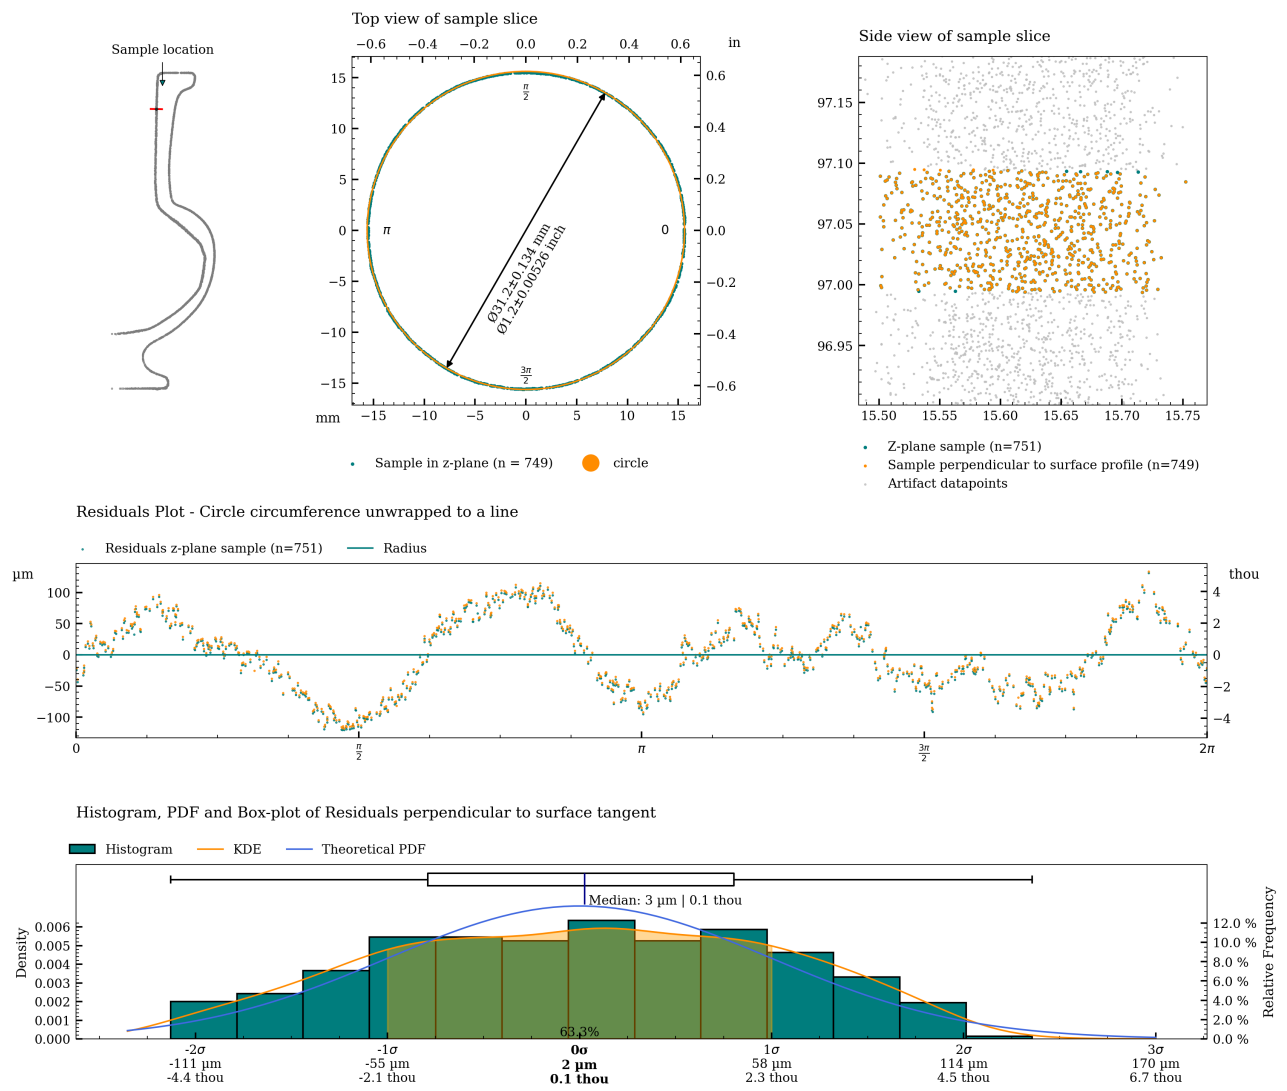 Sample location
Top view of sample slice
−0.6 −0.4 −0.2 0.0 0.2 0.4 0.6 in
15
10
5
0
−5
−10
−15
0.6
0.4
0.2
0.0
−0.2
−0.4
−0.6
π/2
π
0
3π/2
Ø31.2±0.134 mm
Ø1.2±0.00526 inch
mm −15 −10 −5 0 5 10 15
Sample in z-plane (n = 749) circle
Side view of sample slice
97.15
97.10
97.05
97.00
96.95
15.50 15.55 15.60 15.65 15.70 15.75
Z-plane sample (n=751)
Sample perpendicular to surface profile (n=749)
Artifact datapoints
Residuals Plot - Circle circumference unwrapped to a line
Residuals z-plane sample (n=751) Radius
µm thou
100
50
0
−50
−100
4
2
0
−2
−4
0 π/2 π 3π/2 2π
Histogram, PDF and Box-plot of Residuals perpendicular to surface tangent
Histogram KDE Theoretical PDF
Median: 3 µm | 0.1 thou
Density
0.006
0.005
0.004
0.003
0.002
0.001
0.000
Relative Frequency
12.0 %
10.0 %
8.0 %
6.0 %
4.0 %
2.0 %
0.0 %
63.3%
-2σ -1σ 0σ 1σ 2σ 3σ
-111 µm -55 µm 2 µm 58 µm 114 µm 170 µm
-4.4 thou -2.1 thou 0.1 thou 2.3 thou 4.5 thou 6.7 thou